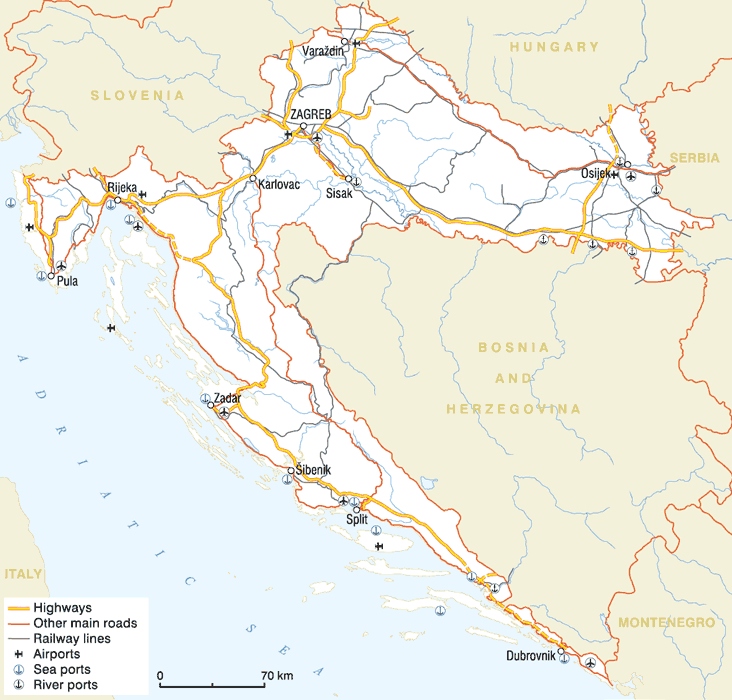 HUNGARY
Varaždin
SLOVENIA
ZAGREB
SERBIA
Osijek
Rijeka
Karlovac
Sisak
Pula
BOSNIA
AND
HERZEGOVINA
Zadar
ADRIATIC SEA
Šibenik
Split
ITALY
MONTENEGRO
Dubrovnik
Highways
Other main roads
Railway lines
Airports
Sea ports
River ports
0 70 km